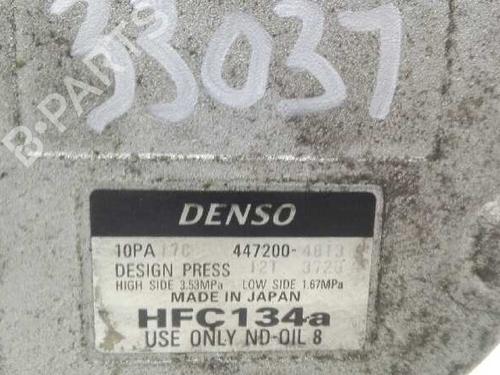 33037
B-PARTS
DENSO
10PA17C 447200-
DESIGN PRESS
HIGH SIDE 3.53MPa LOW SIDE 1.67MPa
MADE IN JAPAN
HFC134a
USE ONLY ND-OIL 8